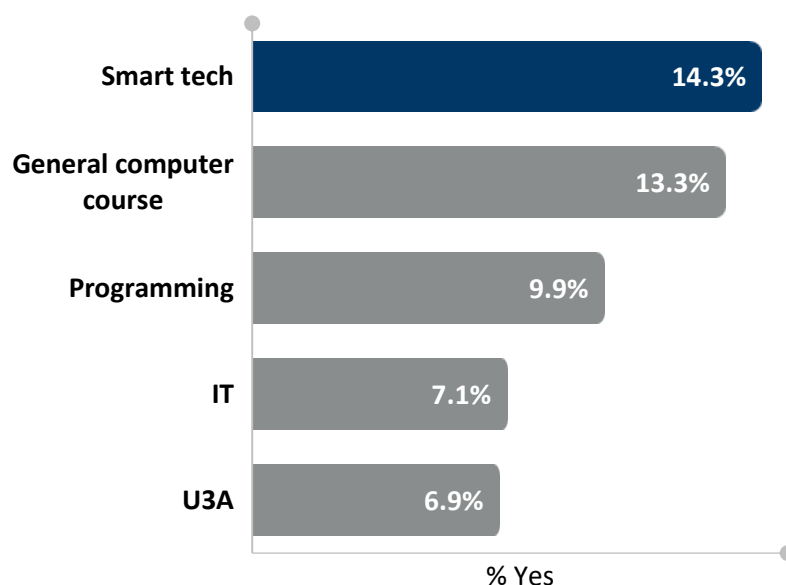 Smart tech
14.3%
General computer
course
13.3%
Programming
9.9%
IT
7.1%
U3A
6.9%
% Yes